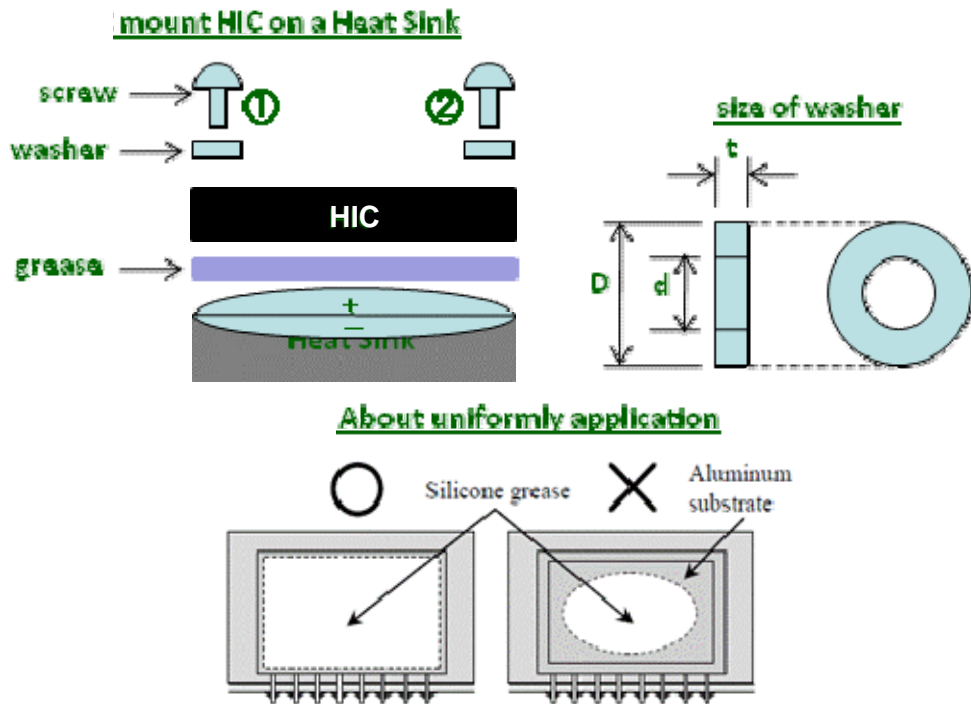 mount HIC on a Heat Sink
screw
①
②
washer
HIC
grease
+
−
Heat Sink
size of washer
t
D
d
About uniformly application
Silicone grease
Aluminum
substrate